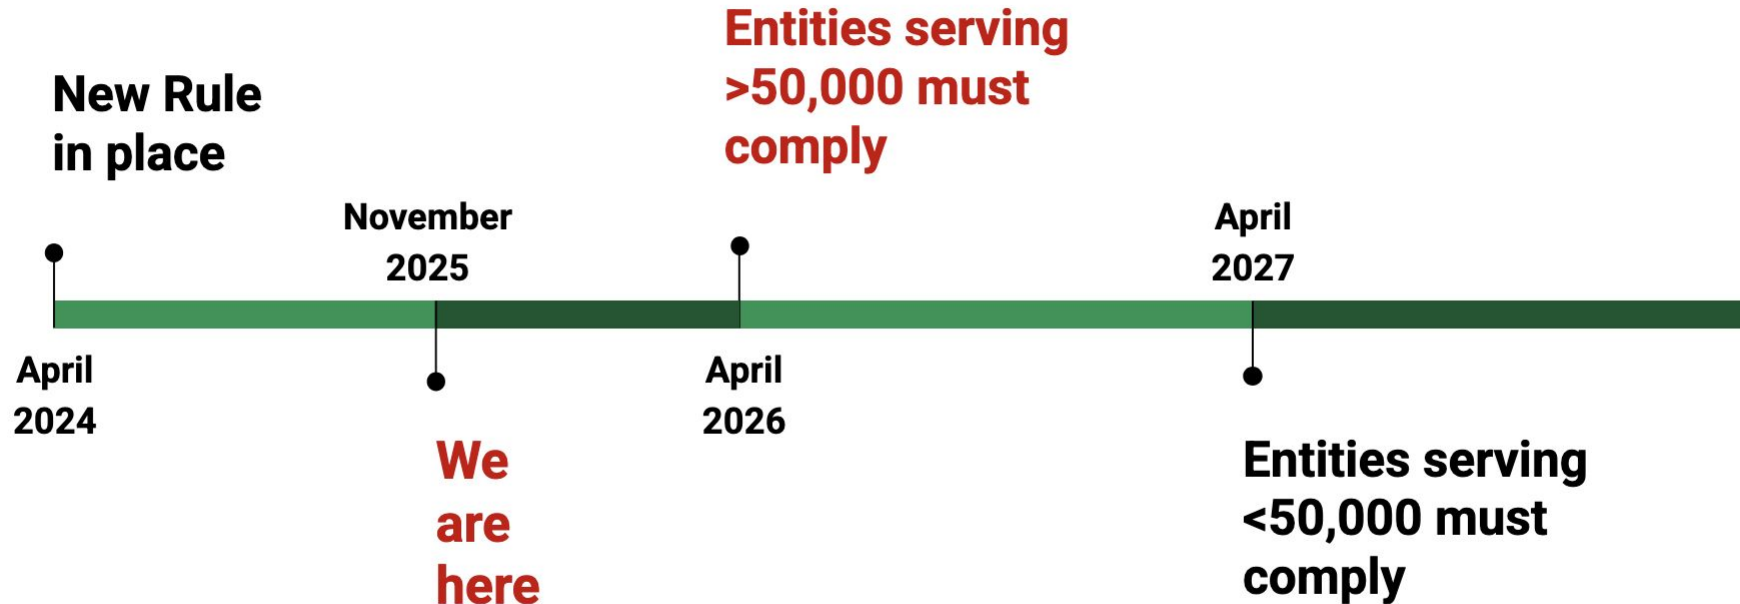 Entities serving
>50,000 must
comply
New Rule
in place
November
2025
April
2027
April
2024
April
2026
We
are
here
Entities serving
<50,000 must
comply